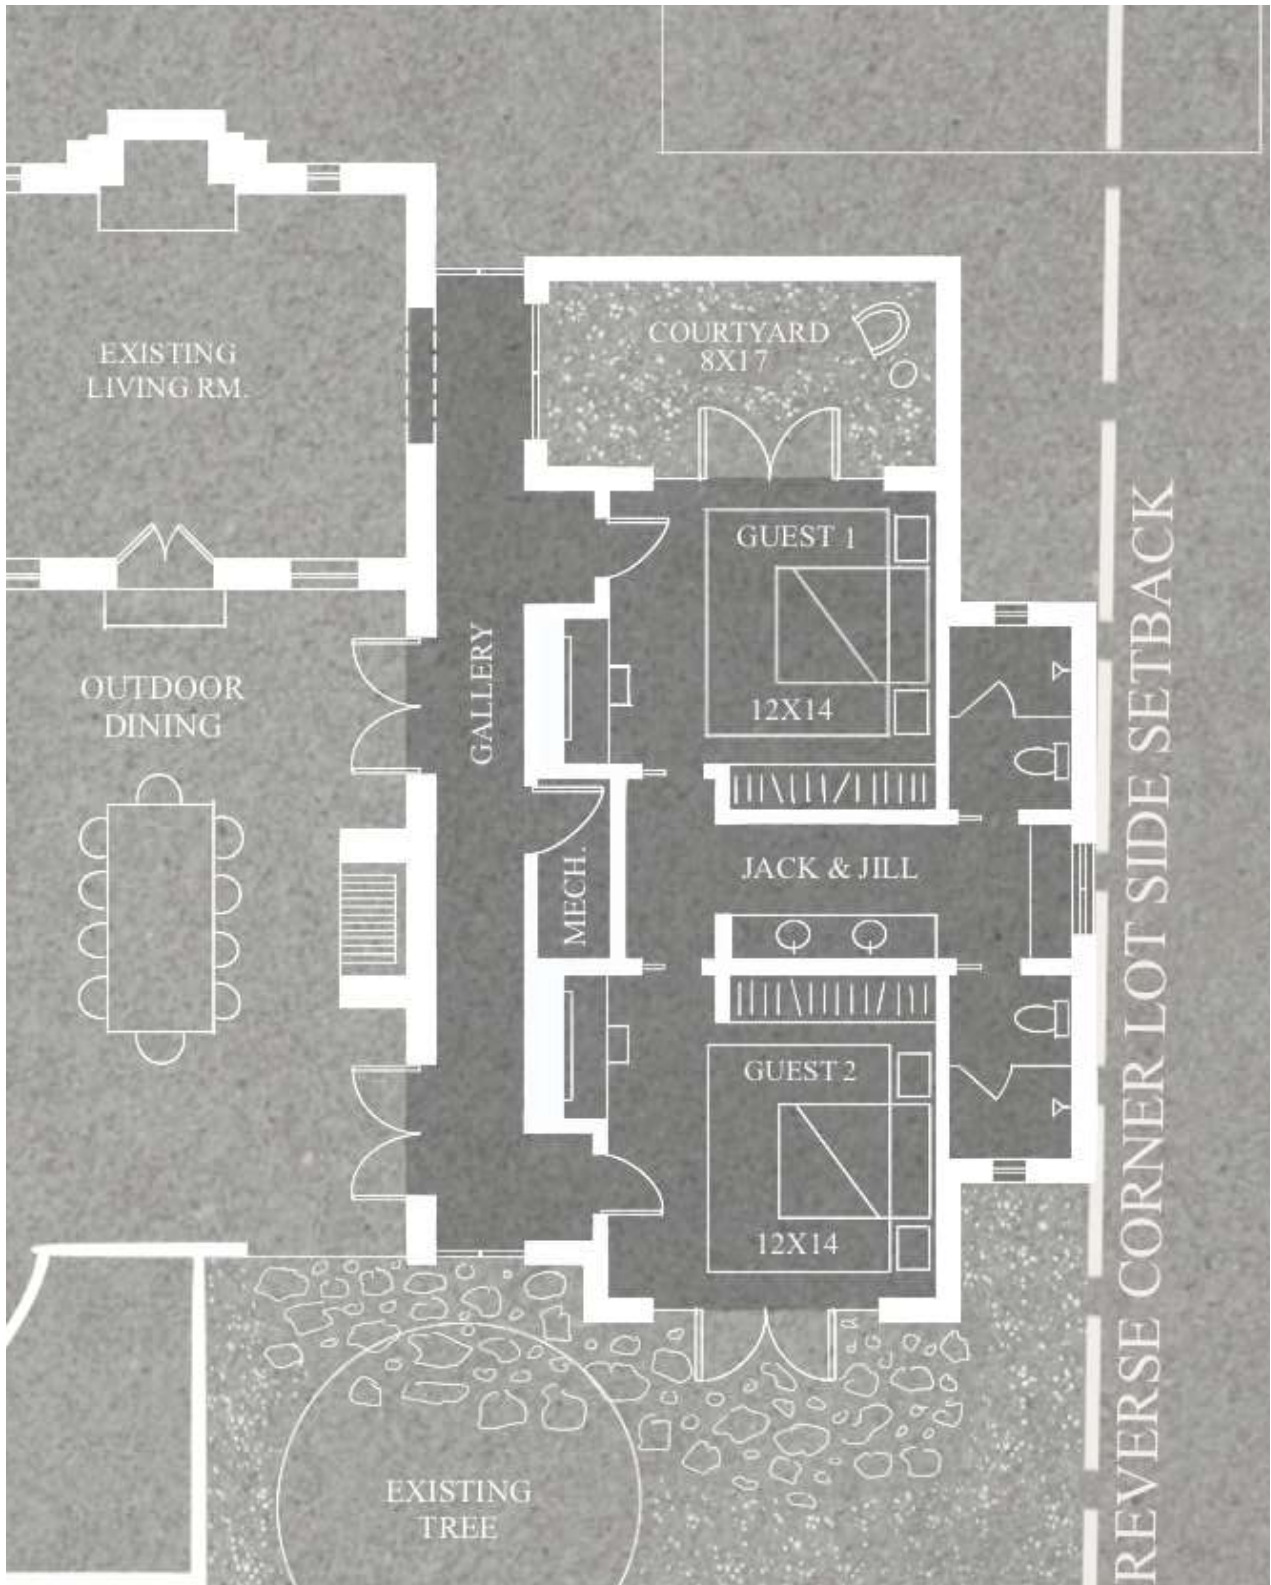 COURTYARD
8X17
EXISTING
LIVING RM.
GUEST 1
12X14
GALLERY
OUTDOOR
DINING
JACK & JILL
MECH.
GUEST 2
12X14
REVERSE CORNER LOT SIDE SETBACK
EXISTING
TREE